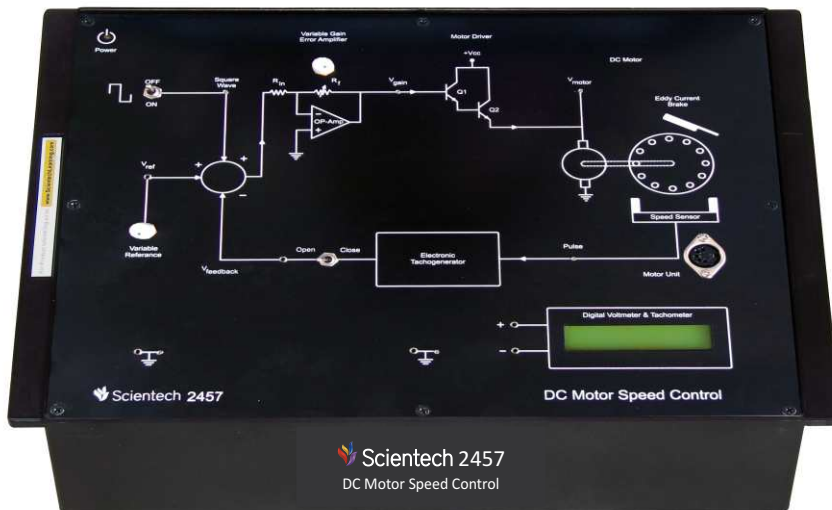 Power
Variable Gain
Error Amplifier
Motor Driver
+Vcc
DC Motor
OFF
ON
Square
Wave
Rin
Rf
Vgain
Q1
Q2
Vmotor
Eddy Current
Brake
OP-Amp
Vref
+
+
−
−
+
Variable
Referance
Speed Sensor
Open
Close
Electronic
Tachogenerator
Pulse
Vfeedback
Motor Unit
Digital Voltmeter & Tachometer
+
−
Scientech 2457
DC Motor Speed Control
Scientech 2457
DC Motor Speed Control